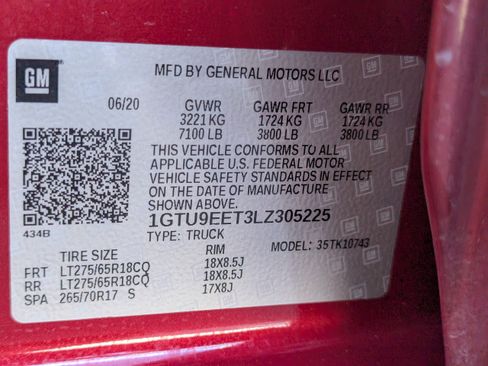 GM
MFD BY GENERAL MOTORS LLC
06/20 GVWR GAWR FRT GAWR RR
3221 KG 1724 KG 1724 KG
7100 LB 3800 LB 3800 LB
THIS VEHICLE CONFORMS TO ALL
APPLICABLE U.S. FEDERAL MOTOR
VEHICLE SAFETY STANDARDS IN EFFECT
ON THE DATE OF MANUFACTURE
SHOWN ABOVE.
434B
1GTU9EET3LZ305225
TYPE: TRUCK MODEL: 35TK10743
TIRE SIZE RIM
FRT LT275/65R18CQ 18X8.5J
RR LT275/65R18CQ 18X8.5J
SPA 265/70R17 S 17X8J